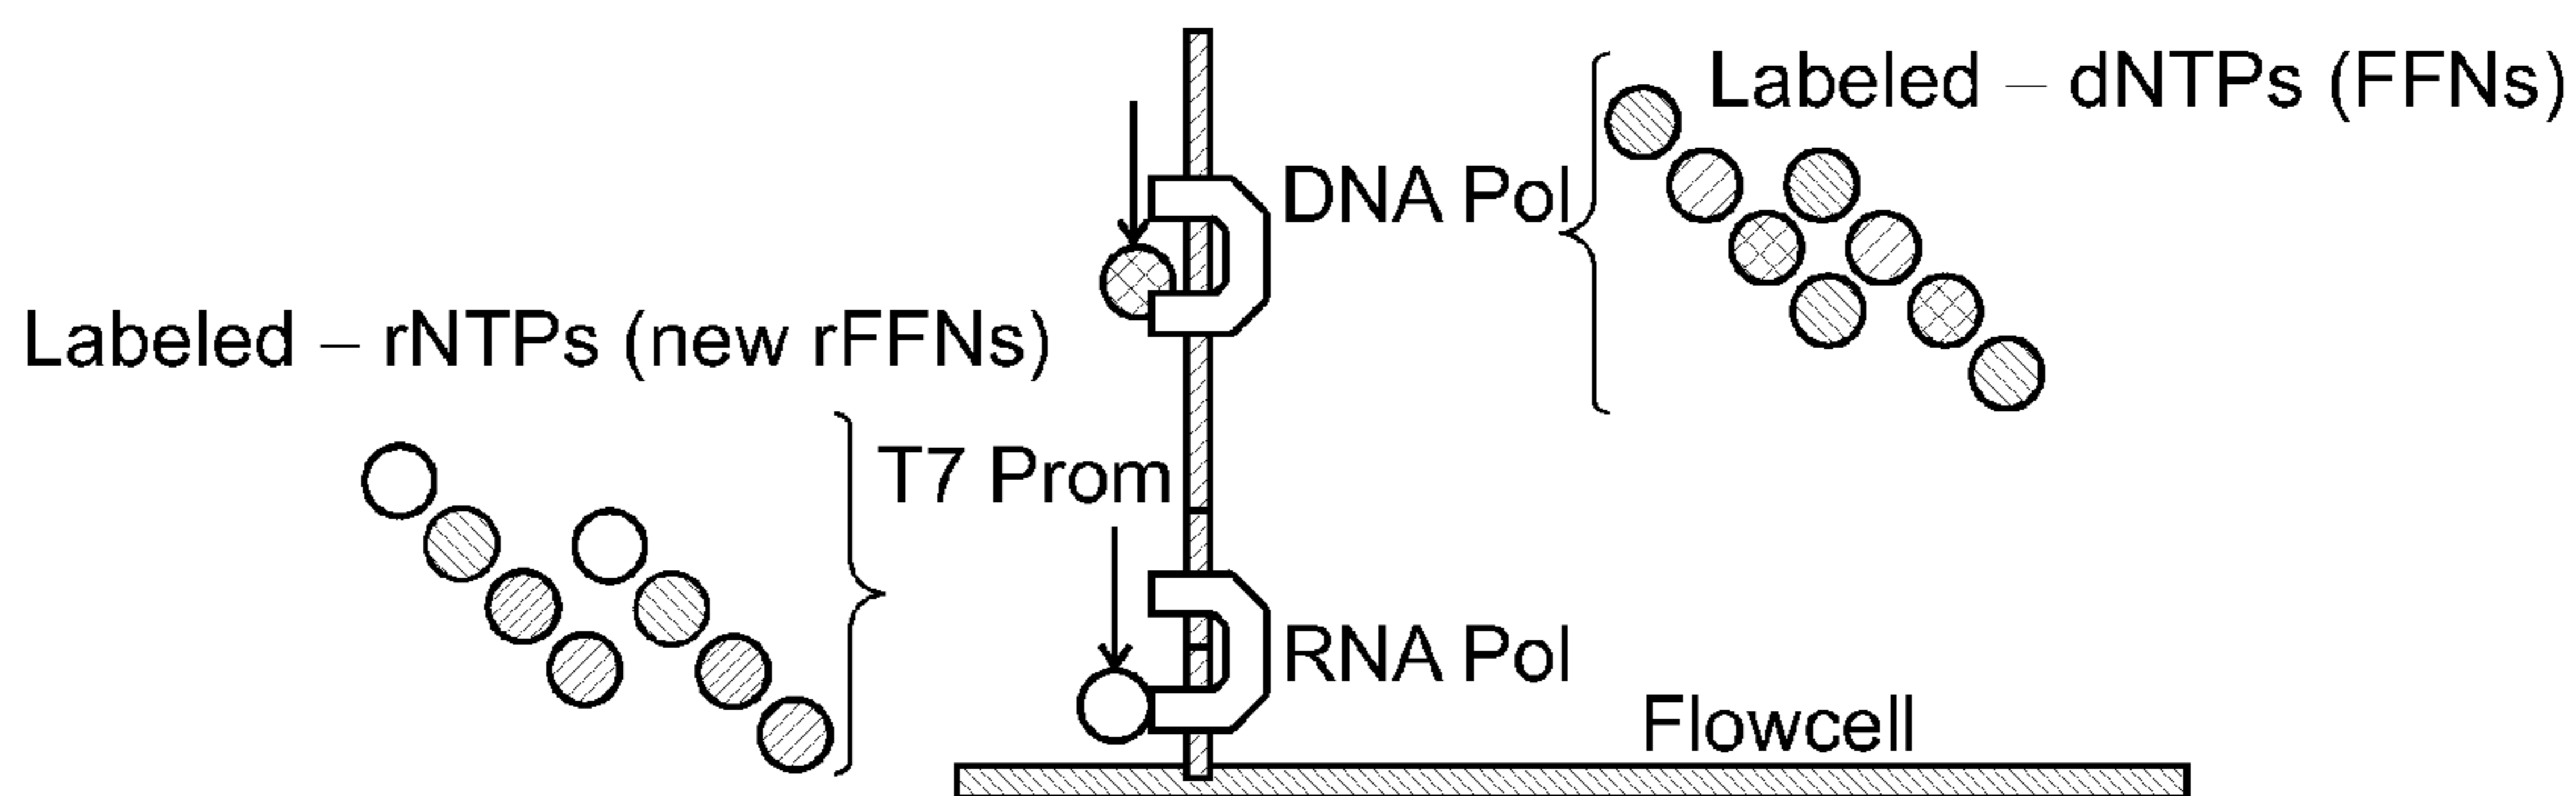 Labeled – dNTPs (FFNs)
DNA Pol
Labeled – rNTPs (new rFFNs)
T7 Prom
RNA Pol
Flowcell